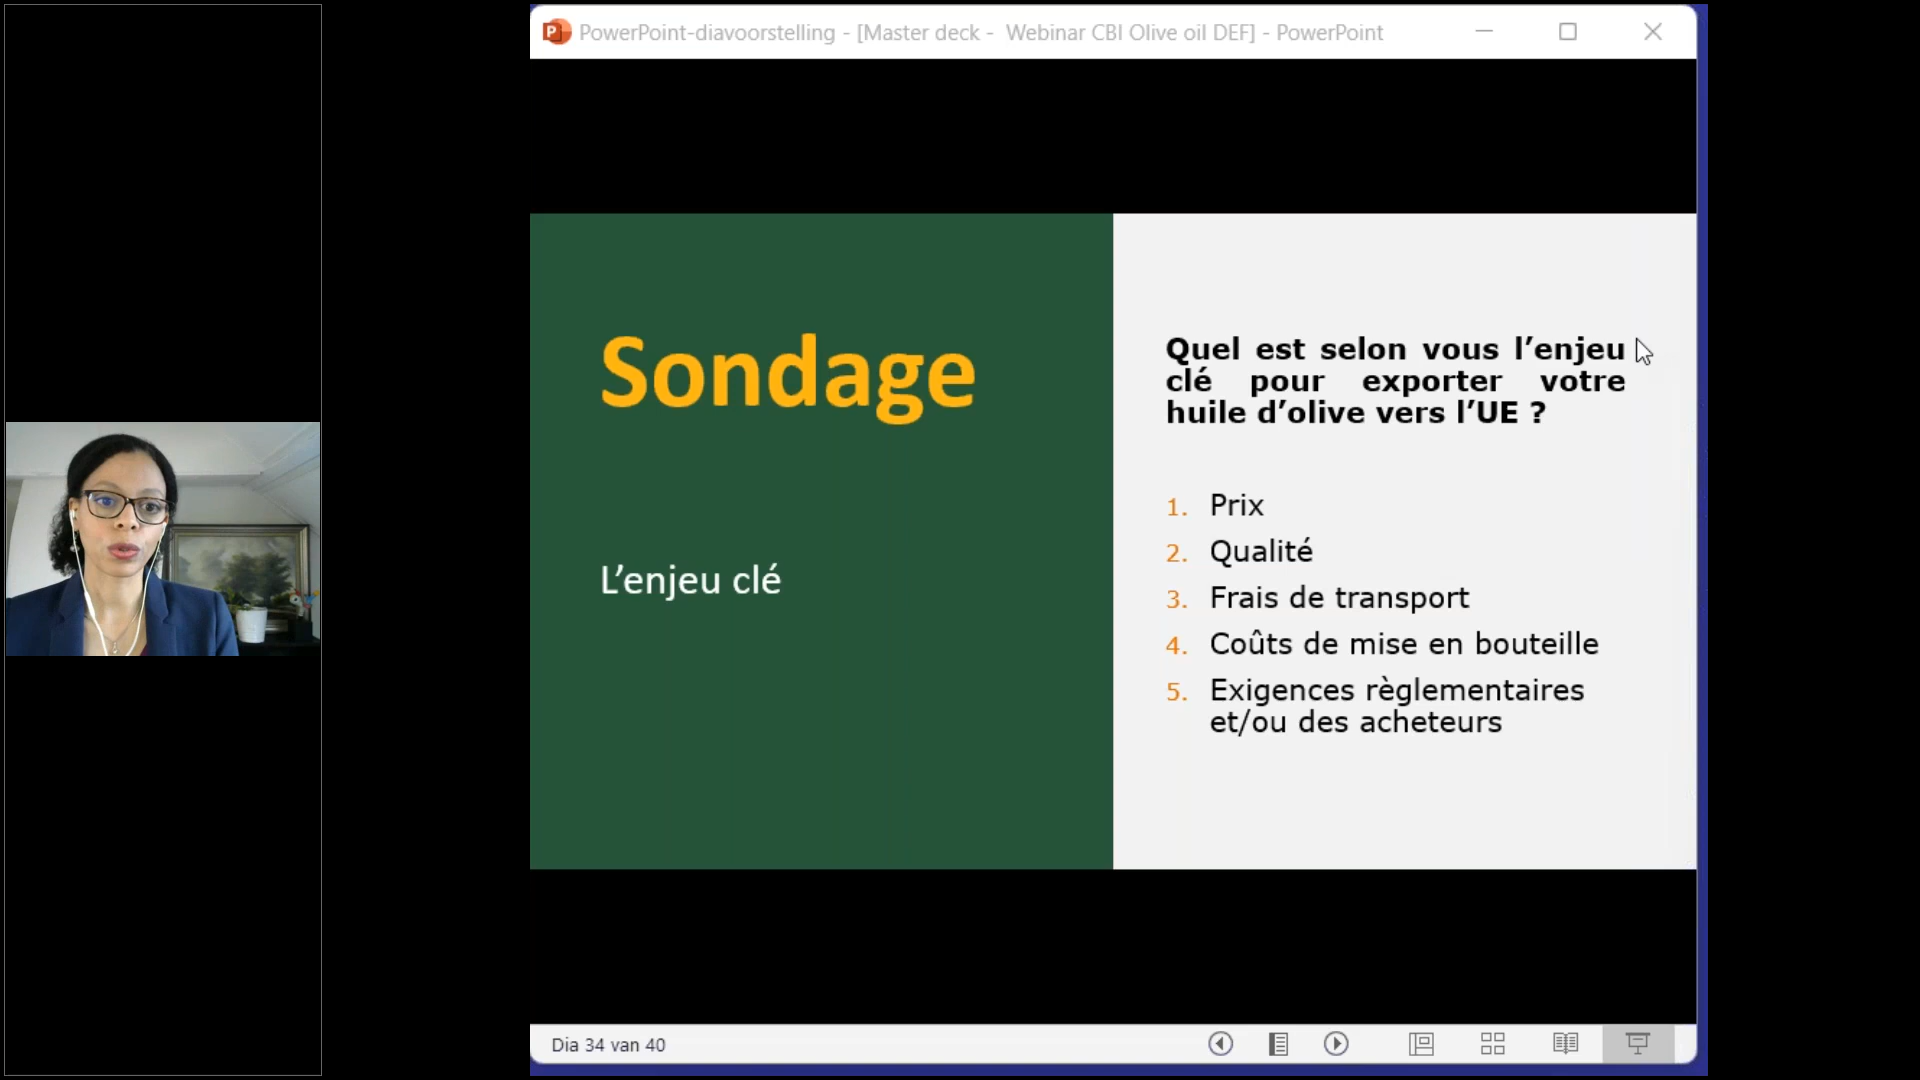 PowerPoint-diavoorstelling - [Master deck -  Webinar CBI Olive oil DEF] - PowerPoint
Sondage
L’enjeu clé
Quel est selon vous l’enjeu
clé pour exporter votre
huile d’olive vers l’UE ?
1. Prix
2. Qualité
3. Frais de transport
4. Coûts de mise en bouteille
5. Exigences règlementaires
et/ou des acheteurs
Dia 34 van 40